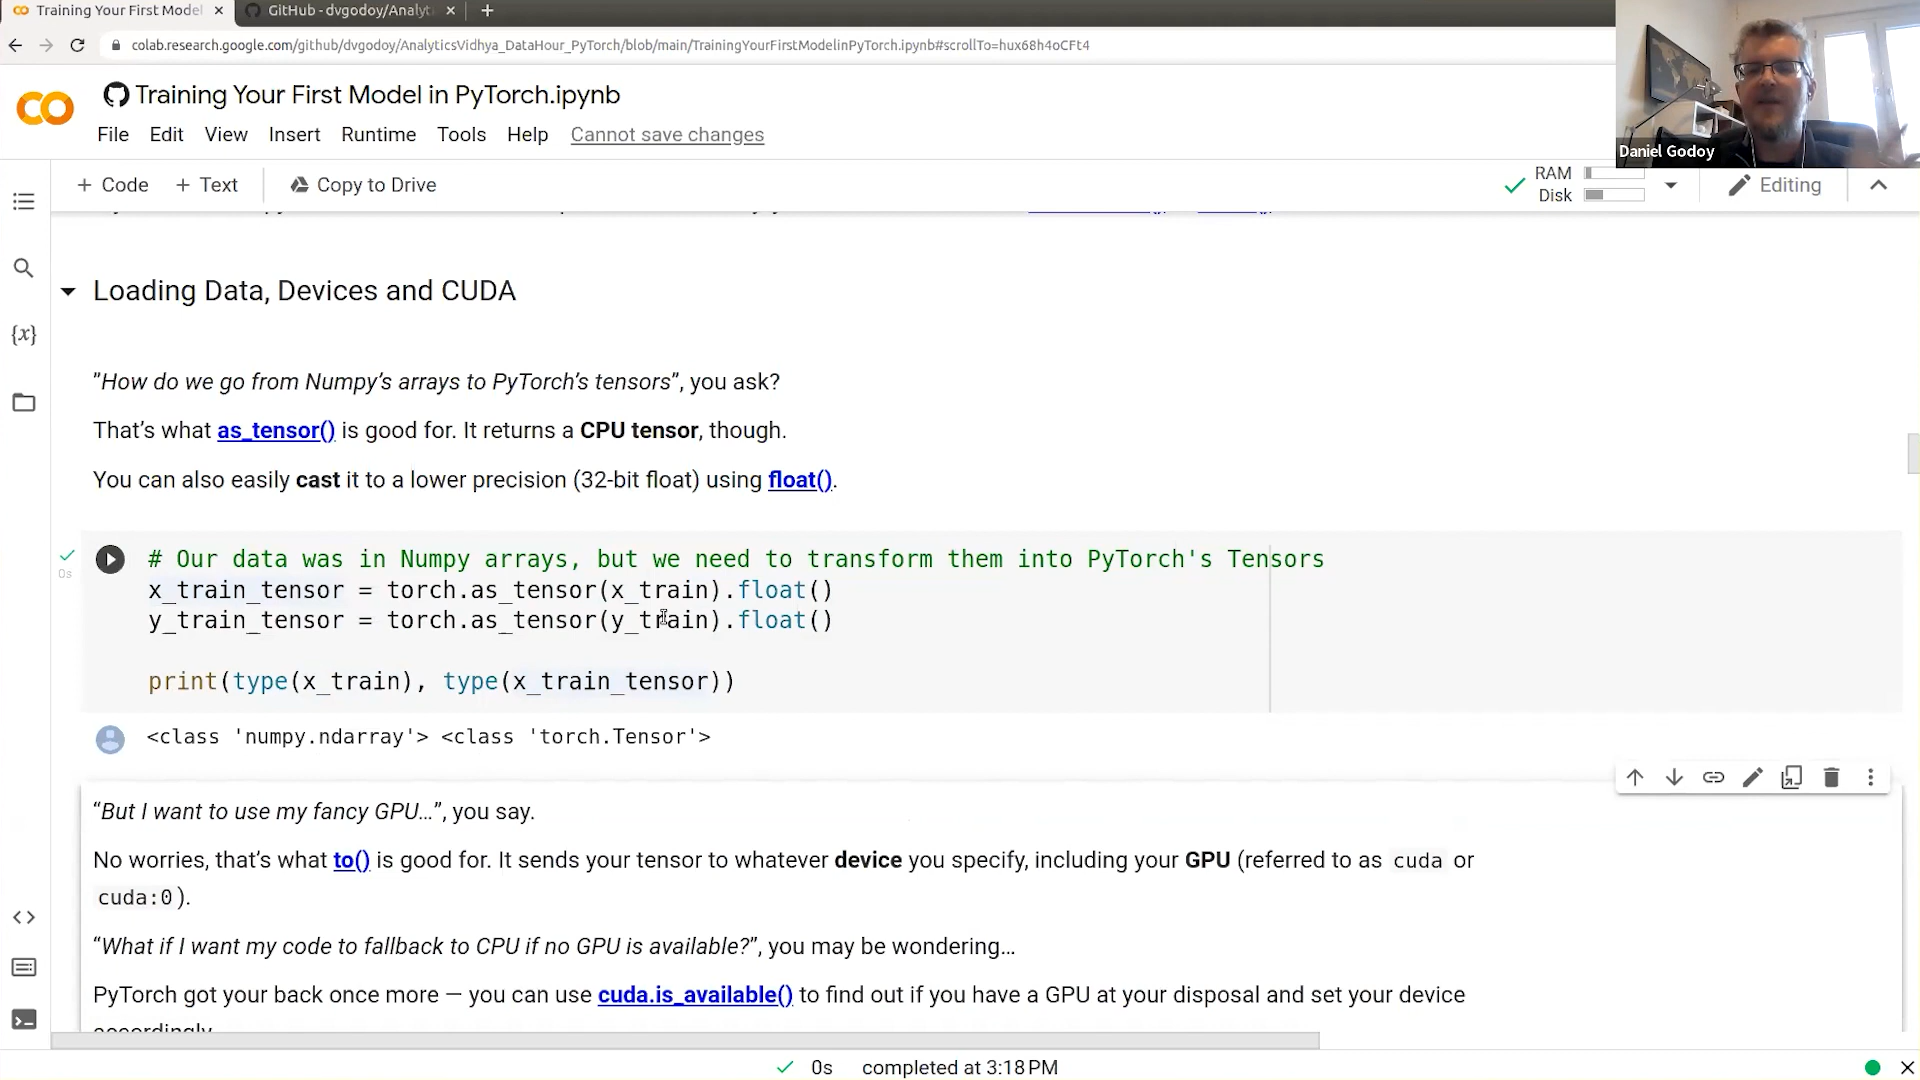 Training Your First Model
GitHub - dvgodoy/Analyt
colab.research.google.com/github/dvgodoy/AnalyticsVidhya_DataHour_PyTorch/blob/main/TrainingYourFirstModelinPyTorch.ipynb#scrollTo=hux68h4oCFt4
Training Your First Model in PyTorch.ipynb
File Edit View Insert Runtime Tools Help Cannot save changes
Daniel Godoy
+ Code + Text Copy to Drive
RAM
Disk
Editing
Loading Data, Devices and CUDA
{x}
"How do we go from Numpy’s arrays to PyTorch’s tensors”, you ask?
That’s what as_tensor() is good for. It returns a CPU tensor, though.
You can also easily cast it to a lower precision (32-bit float) using float().
0s
# Our data was in Numpy arrays, but we need to transform them into PyTorch's Tensors
x_train_tensor = torch.as_tensor(x_train).float()
y_train_tensor = torch.as_tensor(y_train).float()
print(type(x_train), type(x_train_tensor))
<class 'numpy.ndarray'> <class 'torch.Tensor'>
“But I want to use my fancy GPU…”, you say.
No worries, that’s what to() is good for. It sends your tensor to whatever device you specify, including your GPU (referred to as cuda or
cuda:0 ).
“What if I want my code to fallback to CPU if no GPU is available?”, you may be wondering…
PyTorch got your back once more — you can use cuda.is_available() to find out if you have a GPU at your disposal and set your device
accordingly.
0s completed at 3:18 PM